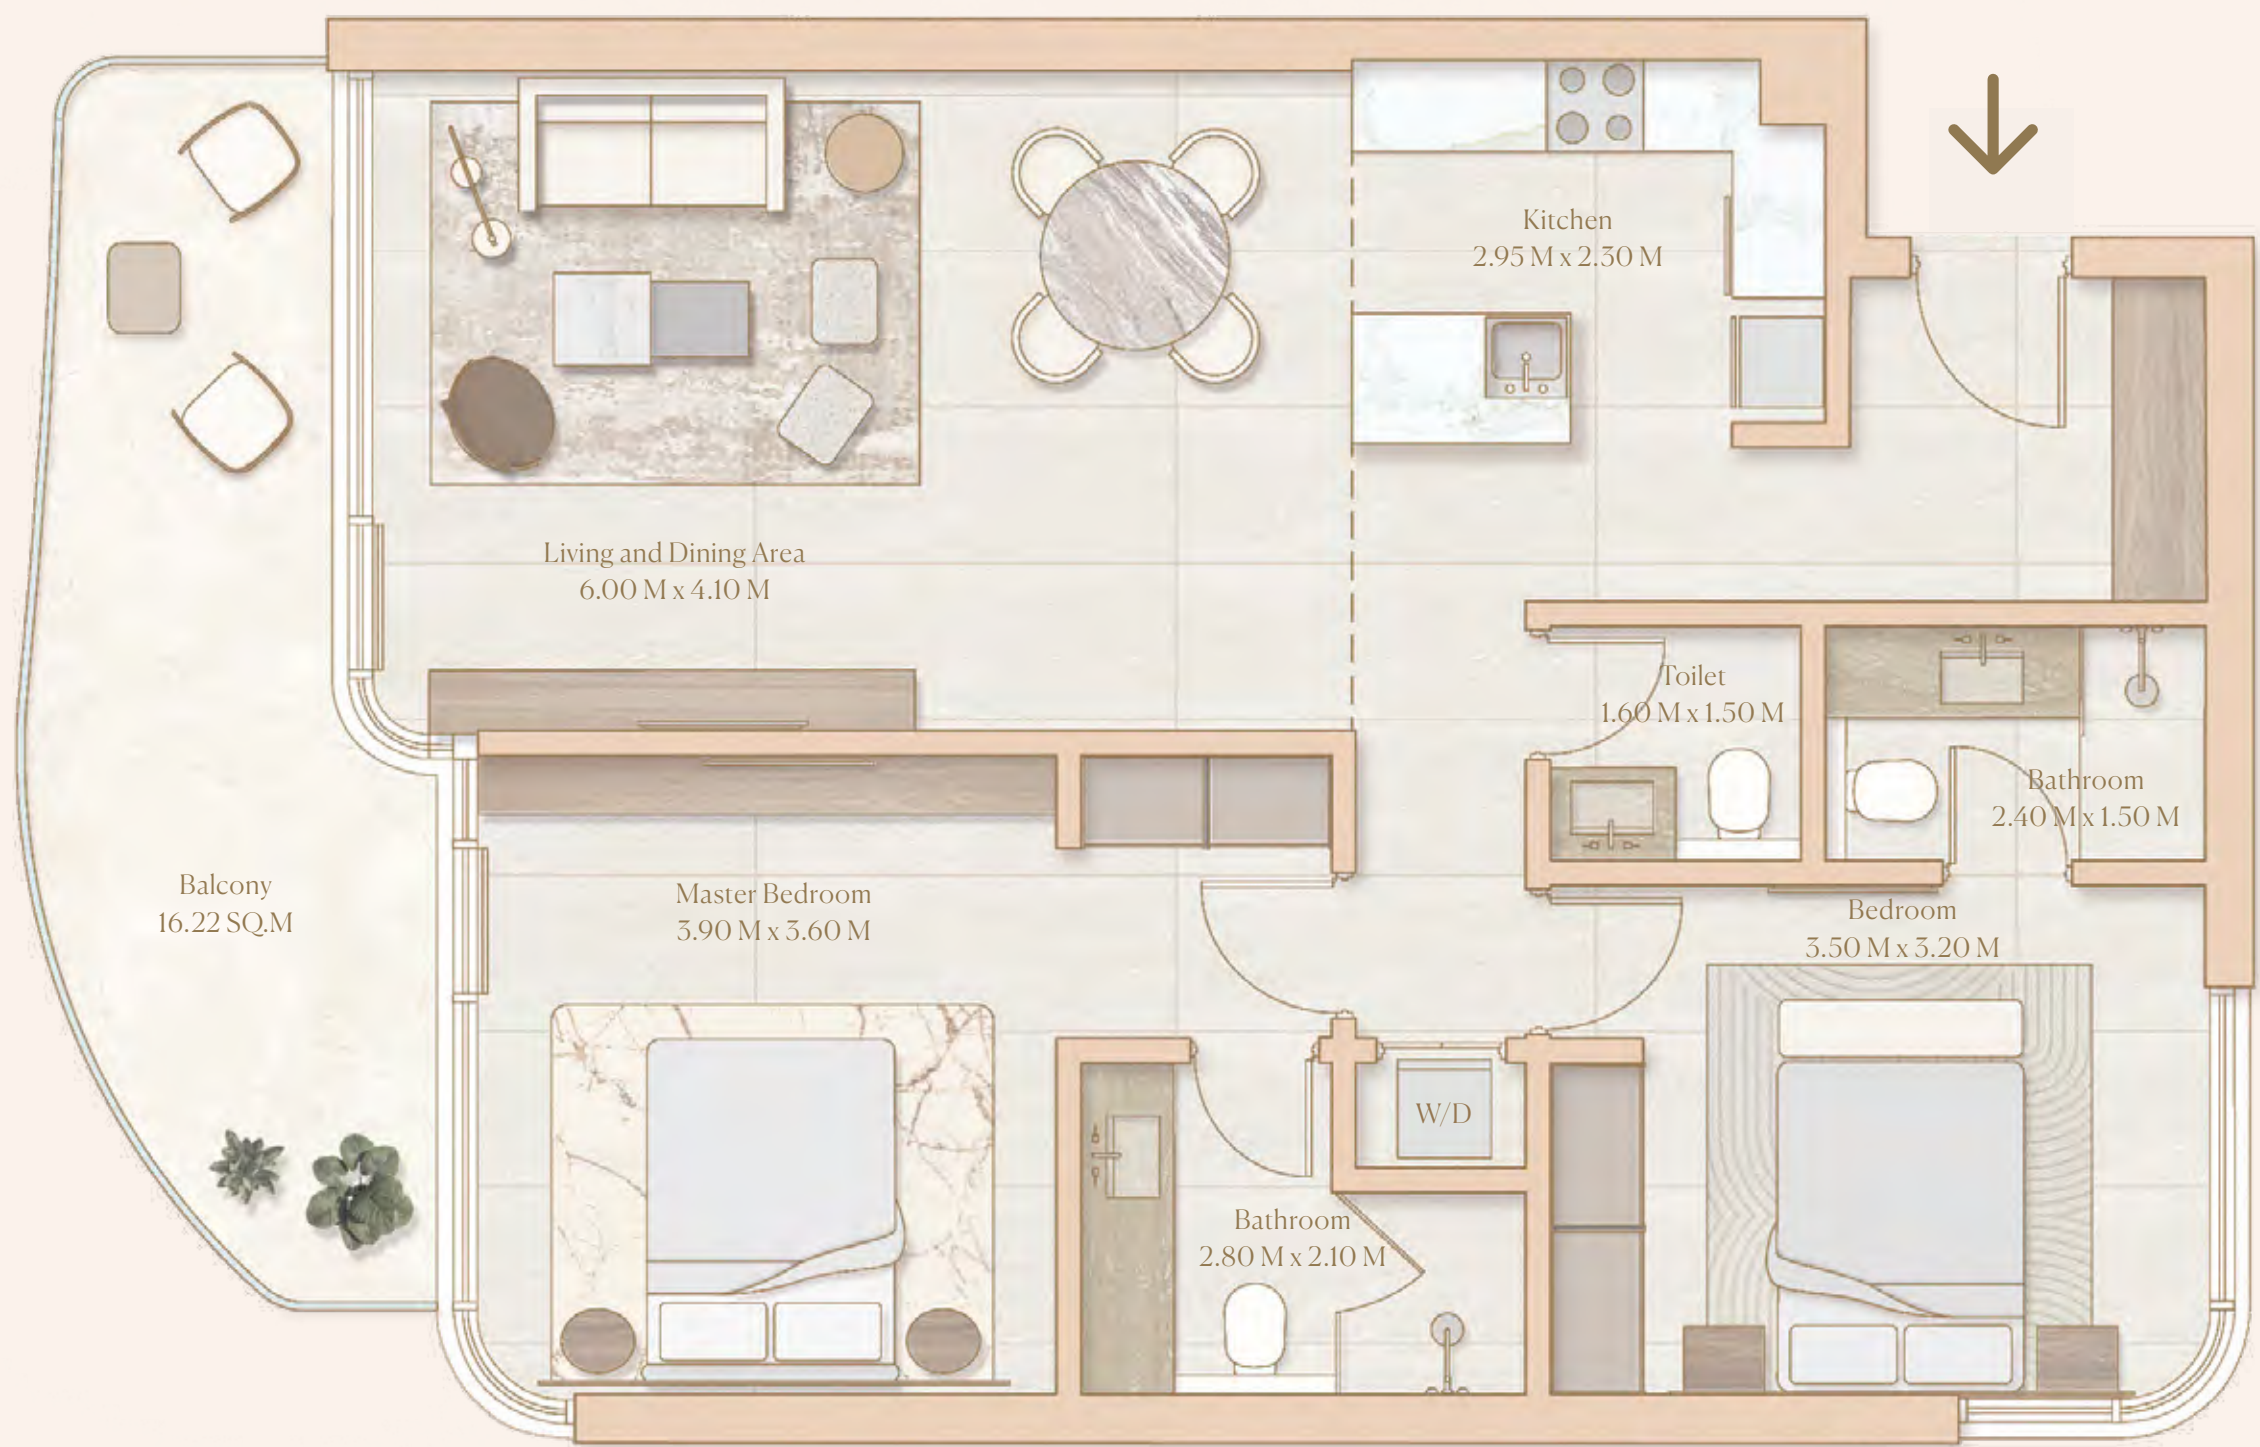 Kitchen
2.95 M x 2.30 M
Living and Dining Area
6.00 M x 4.10 M
Toilet
1.60 M x 1.50 M
Bathroom
2.40 M x 1.50 M
Balcony
16.22 SQ.M
Master Bedroom
3.90 M x 3.60 M
Bedroom
3.50 M x 3.20 M
W/D
Bathroom
2.80 M x 2.10 M